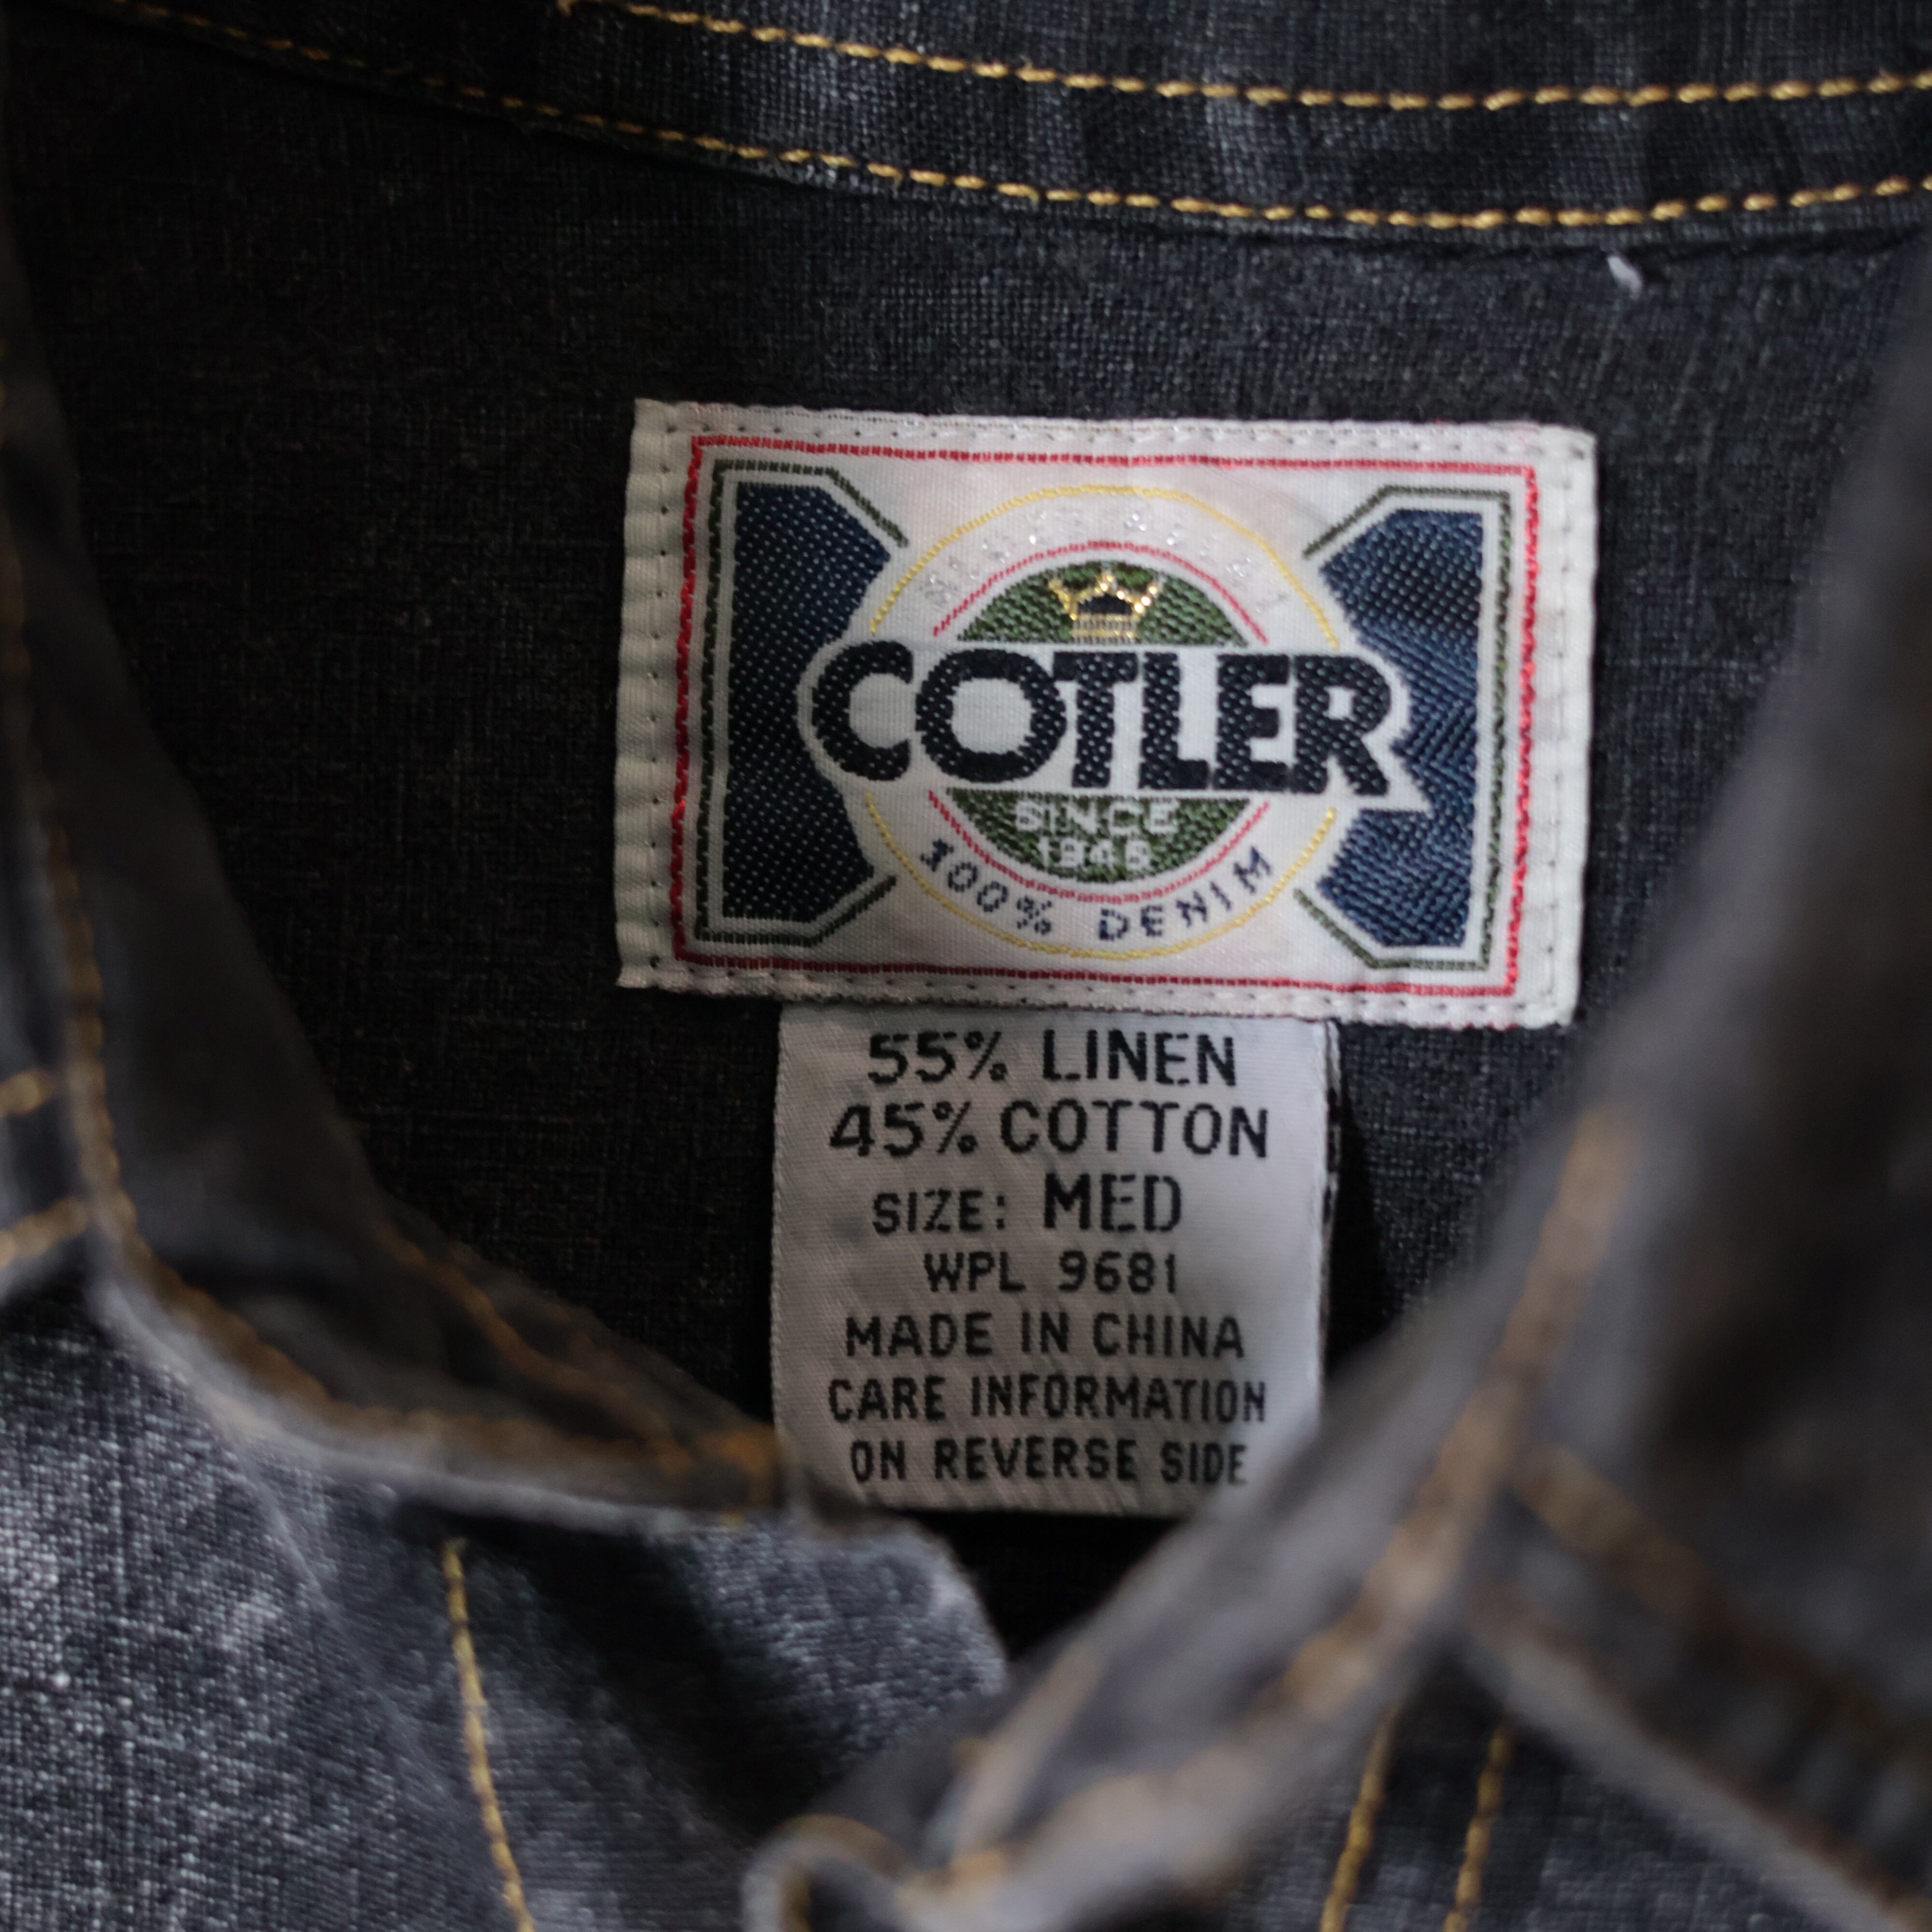 COTLER
SINCE
1948
100% DENIM
55% LINEN
45% COTTON
SIZE: MED
WPL 9681
MADE IN CHINA
CARE INFORMATION
ON REVERSE SIDE